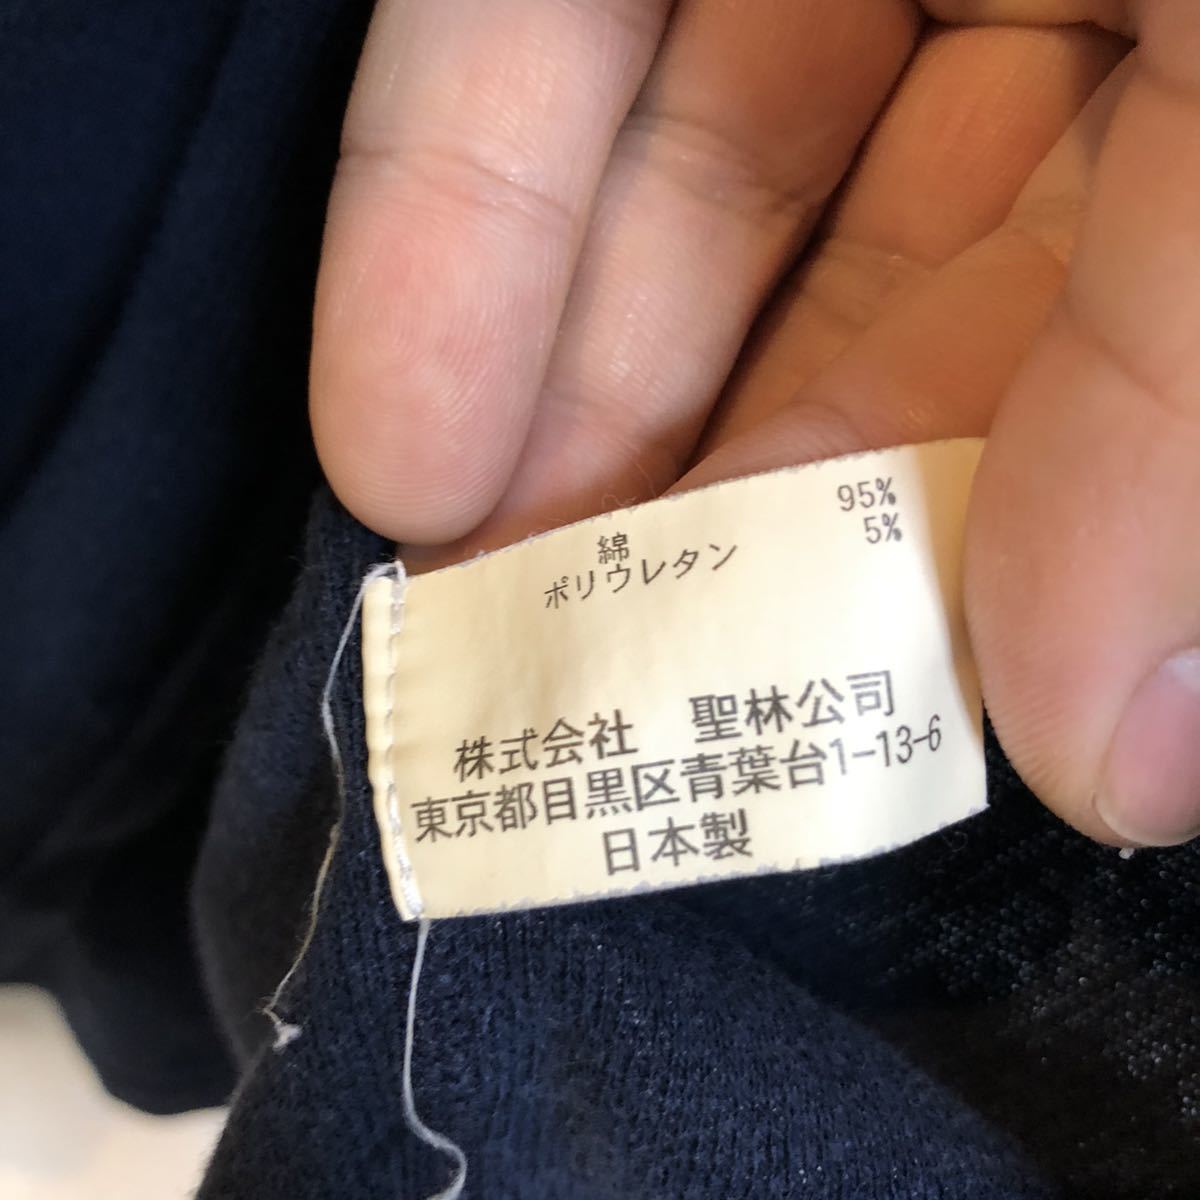 綿 95%
ポリウレタン 5%
株式会社 聖林公司
東京都目黒区青葉台1-13-6
日本製